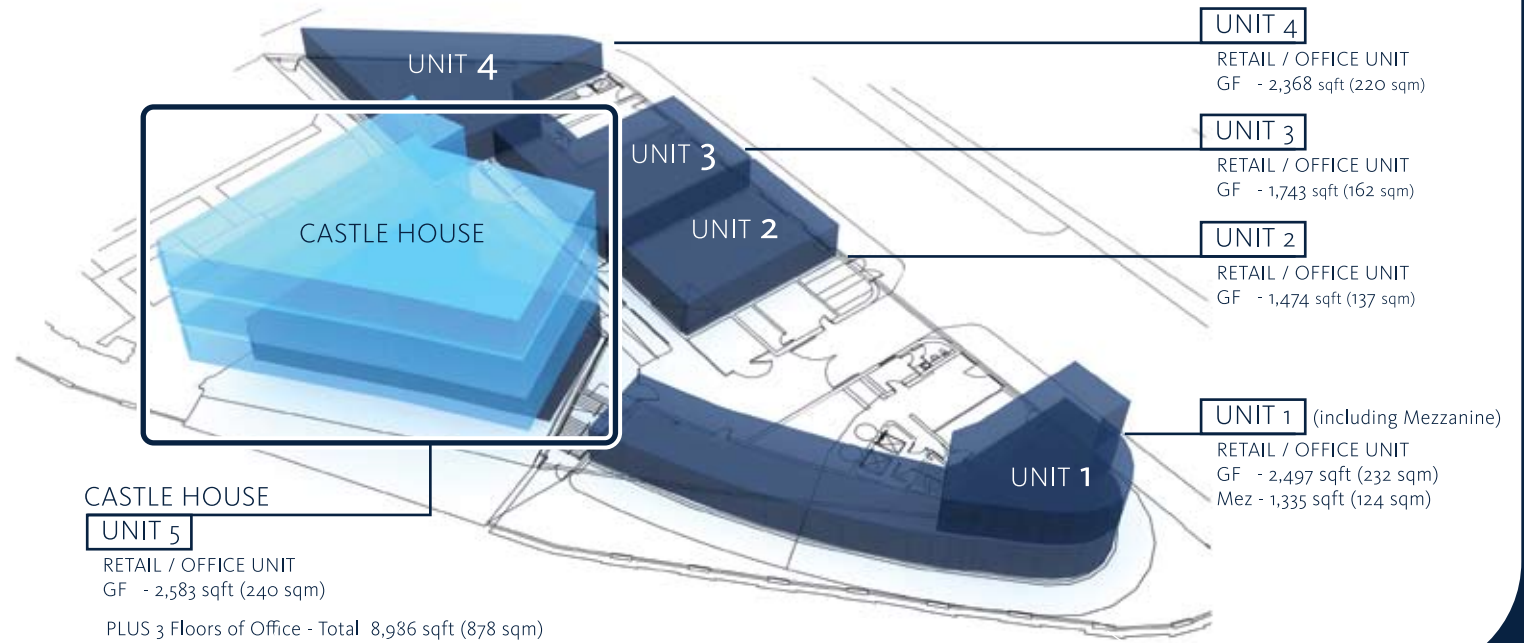 UNIT 4
UNIT 3
UNIT 2
UNIT 1
CASTLE HOUSE
UNIT 4
RETAIL / OFFICE UNIT
GF - 2,368 sqft (220 sqm)
UNIT 3
RETAIL / OFFICE UNIT
GF - 1,743 sqft (162 sqm)
UNIT 2
RETAIL / OFFICE UNIT
GF - 1,474 sqft (137 sqm)
UNIT 1 (including Mezzanine)
RETAIL / OFFICE UNIT
GF - 2,497 sqft (232 sqm)
Mez - 1,335 sqft (124 sqm)
CASTLE HOUSE
UNIT 5
RETAIL / OFFICE UNIT
GF - 2,583 sqft (240 sqm)
PLUS 3 Floors of Office - Total 8,986 sqft (878 sqm)